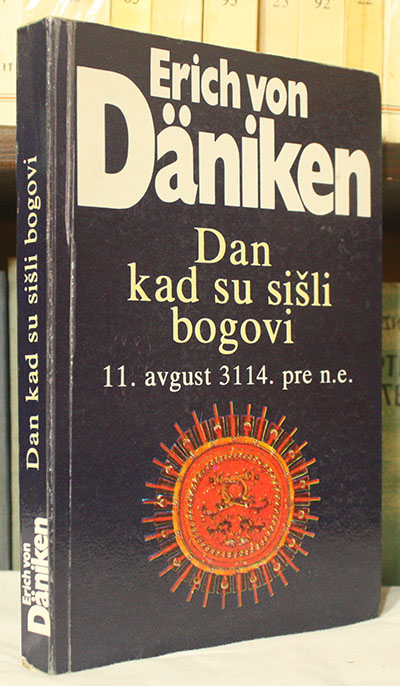 Erich von
Däniken
Dan
kad su sišli
bogovi
11. avgust 3114. pre n.e.
Dan kad su sišli bogovi
Erich von
Däniken